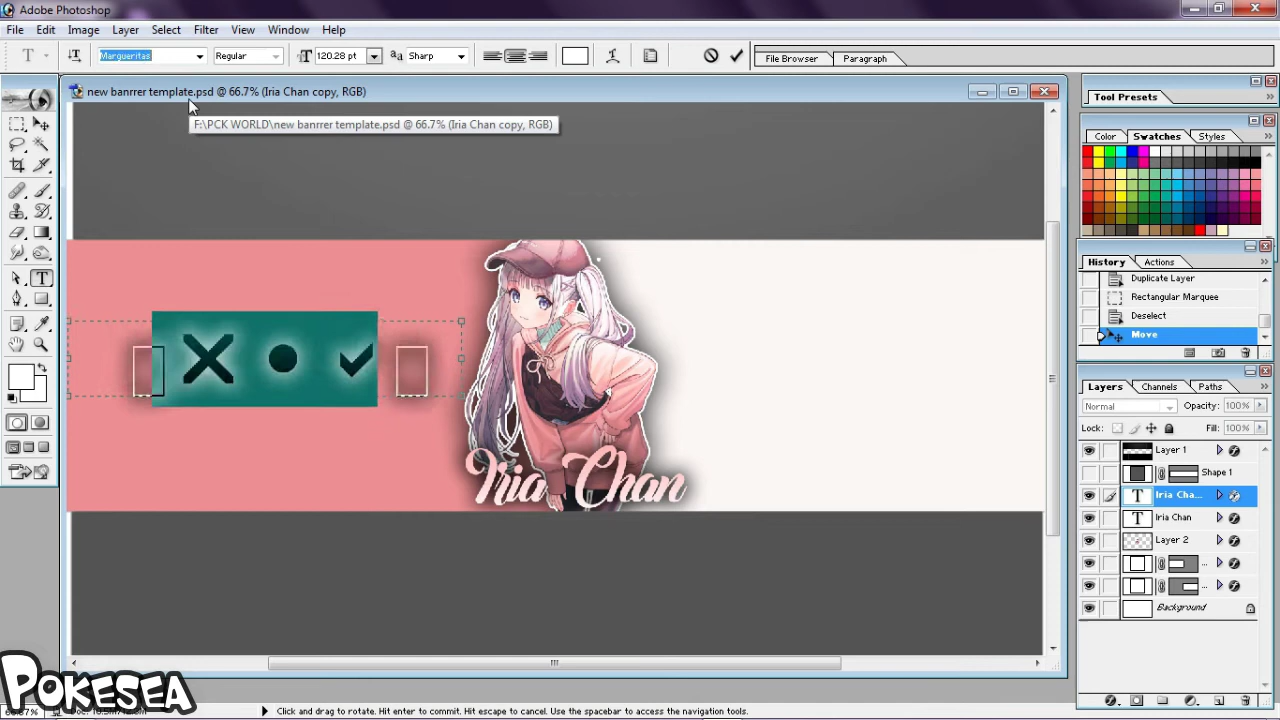 Adobe Photoshop
File Edit Image Layer Select Filter View Window Help
Margueritas Regular 120.28 pt Sharp File Browser Paragraph
new banrrer template.psd @ 66.7% (Iria Chan copy, RGB)
F:\PCK WORLD\new banrrer template.psd @ 66.7% (Iria Chan copy, RGB)
Tool Presets
Color Swatches Styles
History Actions
Duplicate Layer
Rectangular Marquee
Deselect
Move
Layers Channels Paths
Normal Opacity: 100%
Lock: Fill: 100%
Layer 1
Shape 1
Iria Cha...
Iria Chan
Layer 2
...
...
Background
Iria Chan
POKESEA
Click and drag to rotate. Hit enter to commit. Hit escape to cancel. Use the spacebar to access the navigation tools.